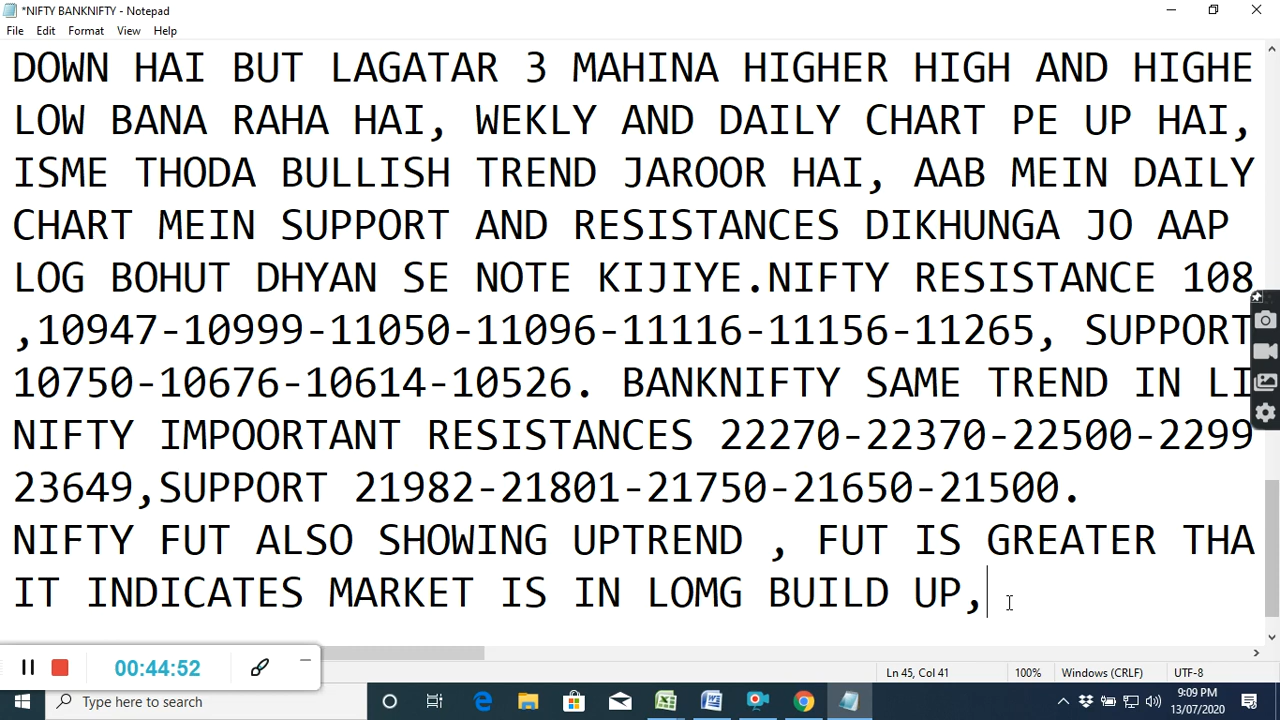 *NIFTY BANKNIFTY - Notepad
File Edit Format View Help
DOWN HAI BUT LAGATAR 3 MAHINA HIGHER HIGH AND HIGHE
LOW BANA RAHA HAI, WEKLY AND DAILY CHART PE UP HAI,
ISME THODA BULLISH TREND JAROOR HAI, AAB MEIN DAILY
CHART MEIN SUPPORT AND RESISTANCES DIKHUNGA JO AAP
LOG BOHUT DHYAN SE NOTE KIJIYE.NIFTY RESISTANCE 108
,10947-10999-11050-11096-11116-11156-11265, SUPPORT
10750-10676-10614-10526. BANKNIFTY SAME TREND IN LI
NIFTY IMPOORTANT RESISTANCES 22270-22370-22500-2299
23649,SUPPORT 21982-21801-21750-21650-21500.
NIFTY FUT ALSO SHOWING UPTREND , FUT IS GREATER THA
IT INDICATES MARKET IS IN LOMG BUILD UP,
00:44:52
Ln 45, Col 41 100% Windows (CRLF) UTF-8
Type here to search
9:09 PM
13/07/2020